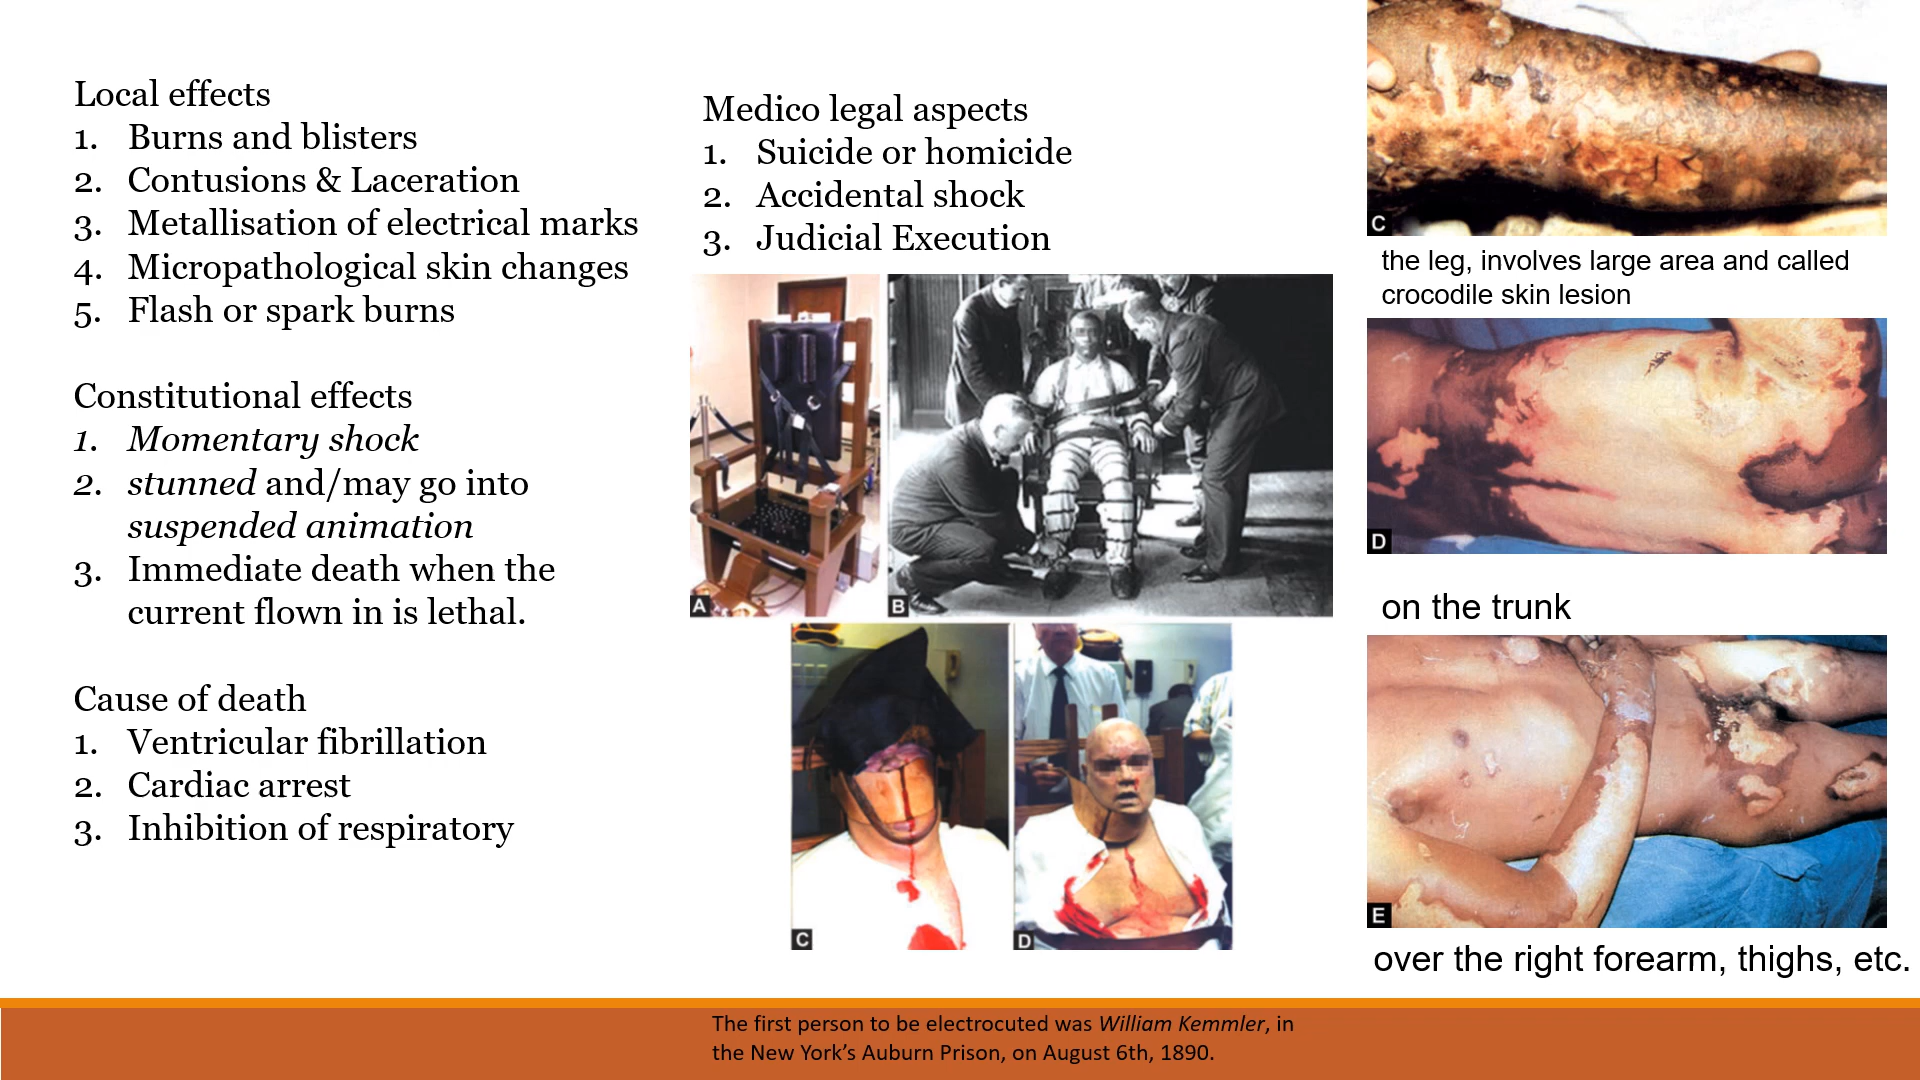 Local effects
1. Burns and blisters
2. Contusions & Laceration
3. Metallisation of electrical marks
4. Micropathological skin changes
5. Flash or spark burns
Constitutional effects
1. Momentary shock
2. stunned and/may go into
suspended animation
3. Immediate death when the
current flown in is lethal.
Cause of death
1. Ventricular fibrillation
2. Cardiac arrest
3. Inhibition of respiratory
Medico legal aspects
1. Suicide or homicide
2. Accidental shock
3. Judicial Execution
A
B
C
D
C
the leg, involves large area and called
crocodile skin lesion
D
on the trunk
E
over the right forearm, thighs, etc.
The first person to be electrocuted was William Kemmler, in
the New York’s Auburn Prison, on August 6th, 1890.